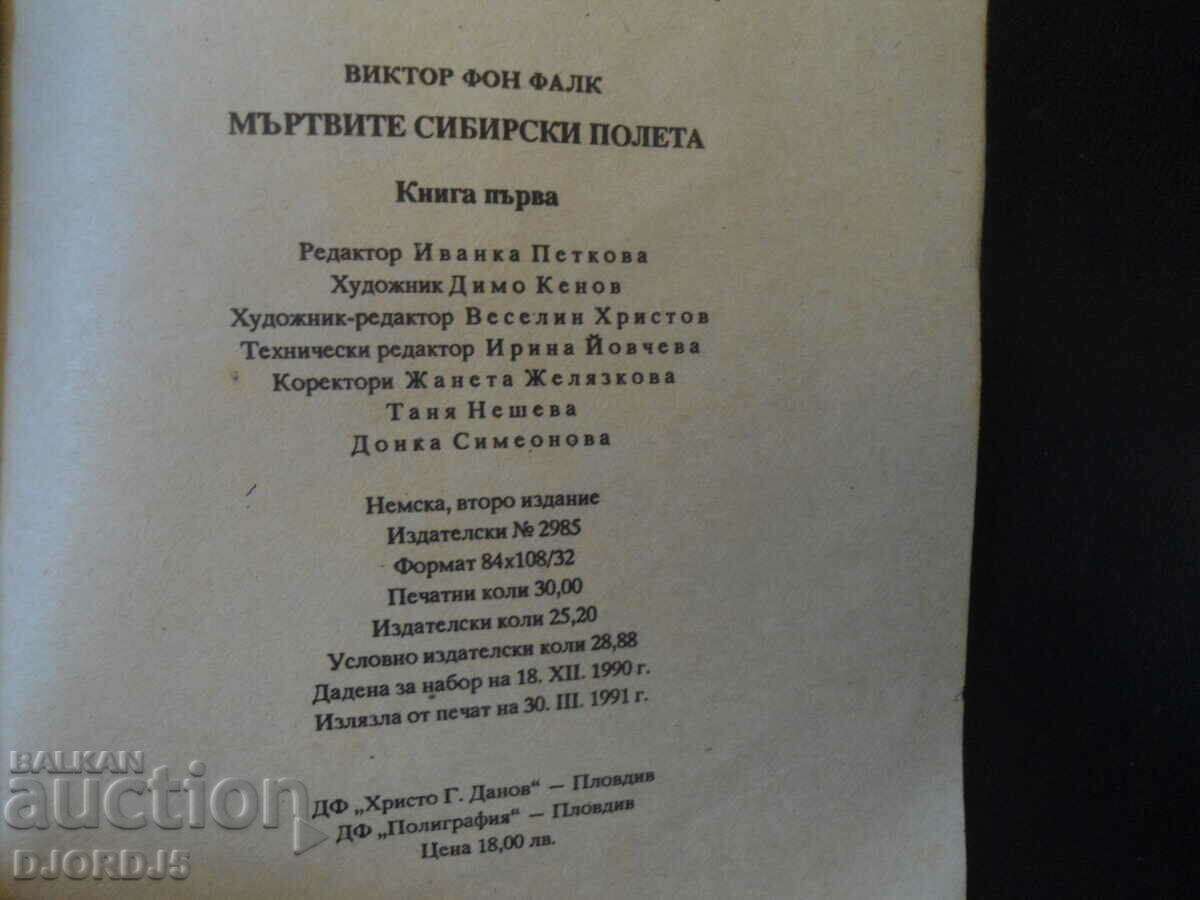 ВИКТОР ФОН ФАЛК
МЪРТВИТЕ СИБИРСКИ ПОЛЕТА
Книга първа
Редактор Иванка Петкова
Художник Димо Кенов
Художник-редактор Веселин Христов
Технически редактор Ирина Йовчева
Коректори Жанета Желязкова
Таня Нешева
Донка Симеонова
Немска, второ издание
Издателски № 2985
Формат 84х108/32
Печатни коли 30,00
Издателски коли 25,20
Условно издателски коли 28,88
Дадена за набор на 18. XII. 1990 г.
Излязла от печат на 30. III. 1991 г.
ДФ „Христо Г. Данов“ — Пловдив
ДФ „Полиграфия“ — Пловдив
Цена 18,00 лв.
BALKAN
auction
DJORDJ5